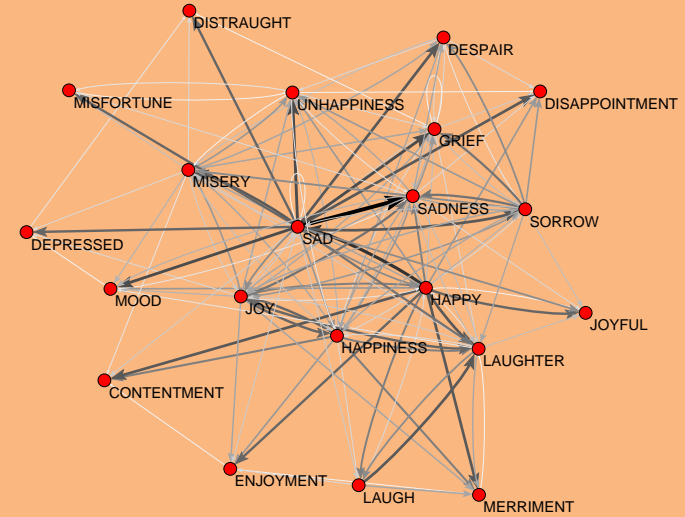 DISTRAUGHT
DESPAIR
MISFORTUNE
UNHAPPINESS
DISAPPOINTMENT
GRIEF
MISERY
SADNESS
SORROW
DEPRESSED
SAD
MOOD
JOY
HAPPY
JOYFUL
HAPPINESS
LAUGHTER
CONTENTMENT
ENJOYMENT
LAUGH
MERRIMENT